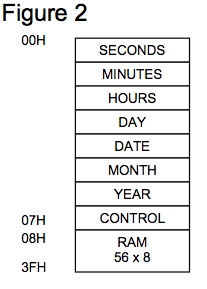 Figure 2
00H
SECONDS
MINUTES
HOURS
DAY
DATE
MONTH
YEAR
07H
CONTROL
08H
RAM
56 x 8
3FH